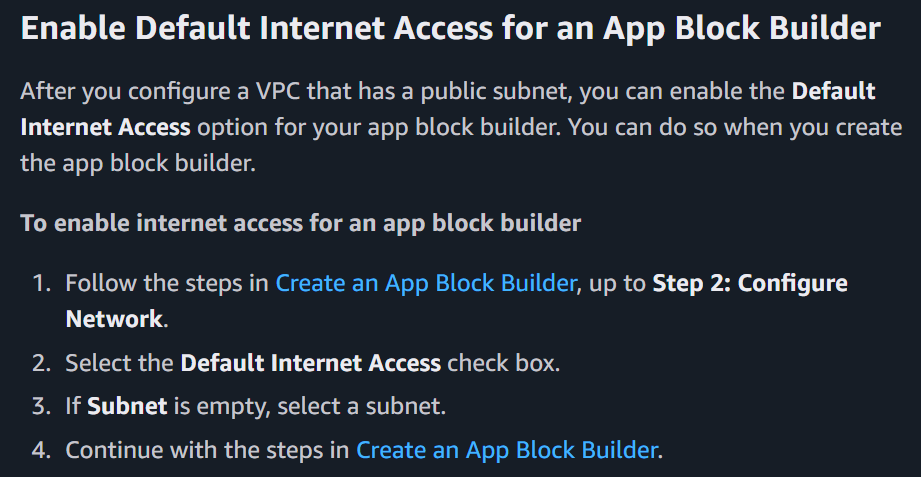 Enable Default Internet Access for an App Block Builder
After you configure a VPC that has a public subnet, you can enable the Default
Internet Access option for your app block builder. You can do so when you create
the app block builder.
To enable internet access for an app block builder
1. Follow the steps in Create an App Block Builder, up to Step 2: Configure
Network.
2. Select the Default Internet Access check box.
3. If Subnet is empty, select a subnet.
4. Continue with the steps in Create an App Block Builder.